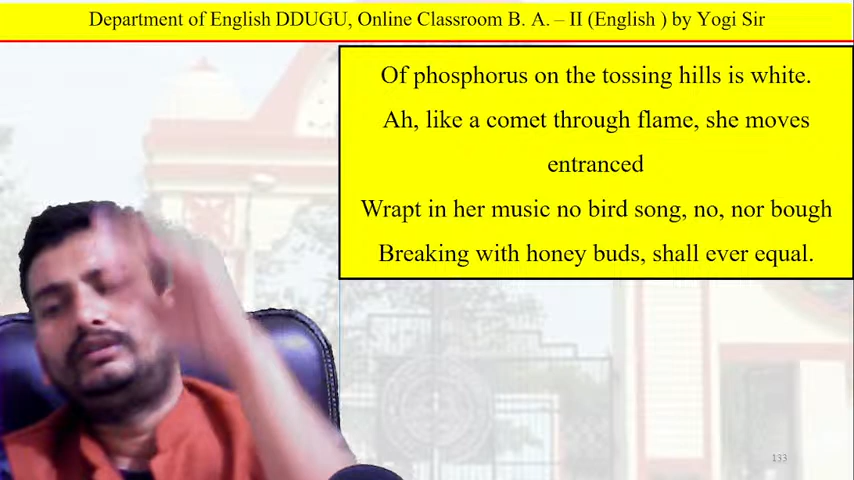 Department of English DDUGU, Online Classroom B. A. – II (English ) by Yogi Sir
Of phosphorus on the tossing hills is white.
Ah, like a comet through flame, she moves
entranced
Wrapt in her music no bird song, no, nor bough
Breaking with honey buds, shall ever equal.
133